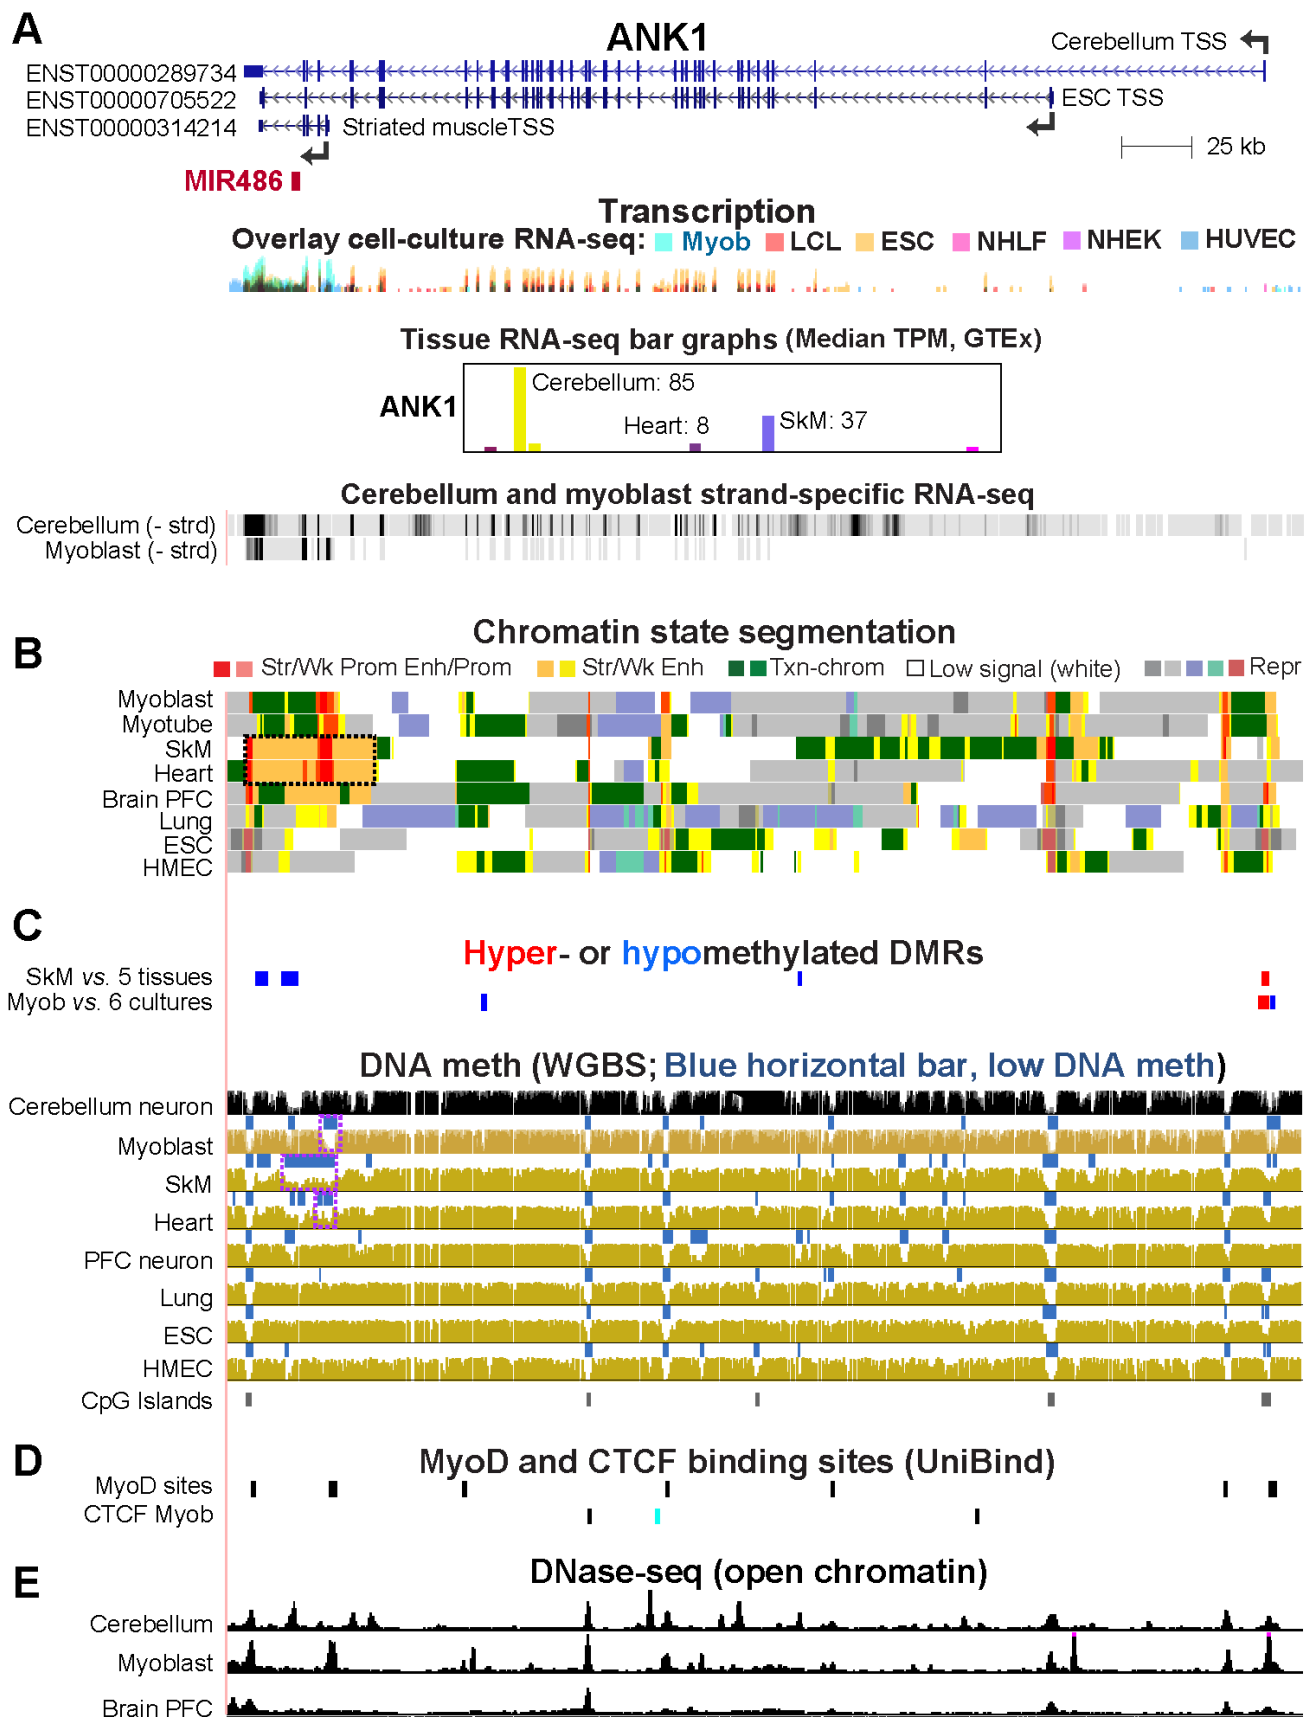 A
ANK1
Cerebellum TSS
ENST00000289734
ENST00000705522
ESC TSS
ENST00000314214
Striated muscleTSS
25 kb
MIR486
Transcription
Overlay cell-culture RNA-seq: Myob LCL ESC NHLF NHEK HUVEC
Tissue RNA-seq bar graphs (Median TPM, GTEx)
Cerebellum: 85
ANK1
Heart: 8
SkM: 37
Cerebellum and myoblast strand-specific RNA-seq
Cerebellum (- strd)
Myoblast (- strd)
B
Chromatin state segmentation
Str/Wk Prom Enh/Prom Str/Wk Enh Txn-chrom Low signal (white) Repr
Myoblast
Myotube
SkM
Heart
Brain PFC
Lung
ESC
HMEC
C
Hyper- or hypomethylated DMRs
SkM vs. 5 tissues
Myob vs. 6 cultures
DNA meth (WGBS; Blue horizontal bar, low DNA meth)
Cerebellum neuron
Myoblast
SkM
Heart
PFC neuron
Lung
ESC
HMEC
CpG Islands
D
MyoD and CTCF binding sites (UniBind)
MyoD sites
CTCF Myob
E
DNase-seq (open chromatin)
Cerebellum
Myoblast
Brain PFC